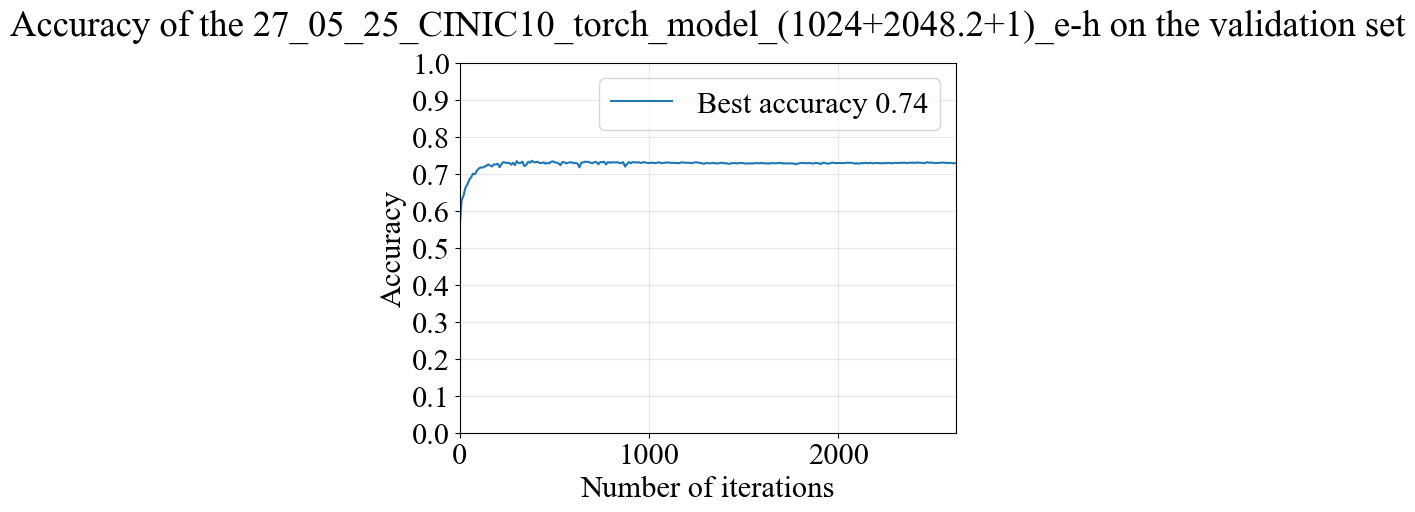 Accuracy of the 27_05_25_CINIC10_torch_model_(1024+2048.2+1)_e-h on the validation set
1.0
0.9
0.8
0.7
0.6
0.5
0.4
0.3
0.2
0.1
0.0
Accuracy
Best accuracy 0.74
0 1000 2000
Number of iterations